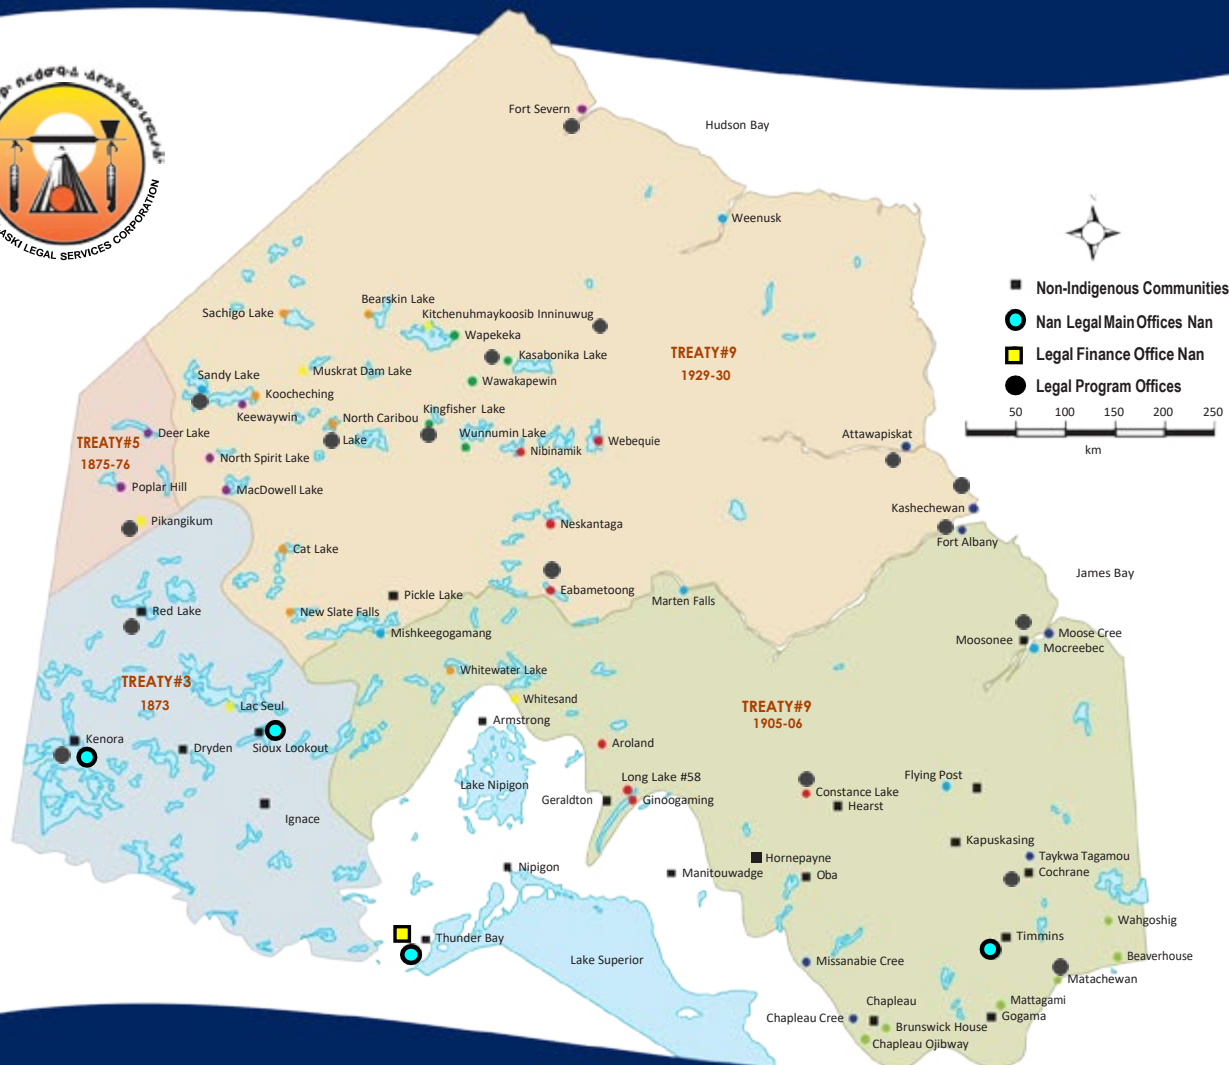 ASKI LEGAL SERVICES CORPORATION
Fort Severn
Hudson Bay
Weenusk
N
Non-Indigenous Communities
Nan Legal Main Offices Nan
Legal Finance Office Nan
Legal Program Offices
50 100 150 200 250
km
Bearskin Lake
Sachigo Lake
Kitchenuhmaykoosib Inninuwug
Wapekeka
Kasabonika Lake
TREATY#9
1929-30
Sandy Lake
Muskrat Dam Lake
Wawakapewin
Koocheching
Keewaywin
North Caribou
Lake
Kingfisher Lake
Wunnumin Lake
Nibinamik
Webequie
Attawapiskat
TREATY#5
1875-76
Deer Lake
North Spirit Lake
Poplar Hill
MacDowell Lake
Pikangikum
Neskantaga
Kashechewan
Fort Albany
Cat Lake
James Bay
Pickle Lake
Eabametoong
Marten Falls
Red Lake
New Slate Falls
Mishkeegogamang
Moosonee
Moose Cree
Mocreebec
Whitewater Lake
TREATY#3
1873
Lac Seul
Whitesand
TREATY#9
1905-06
Armstrong
Kenora
Dryden
Sioux Lookout
Aroland
Lake Nipigon
Long Lake #58
Geraldton
Ginoogaming
Constance Lake
Hearst
Flying Post
Ignace
Kapuskasing
Hornepayne
Taykwa Tagamou
Cochrane
Nipigon
Manitouwadge
Oba
Wahgoshig
Thunder Bay
Timmins
Lake Superior
Missanabie Cree
Beaverhouse
Matachewan
Chapleau
Mattagami
Chapleau Cree
Gogama
Brunswick House
Chapleau Ojibway